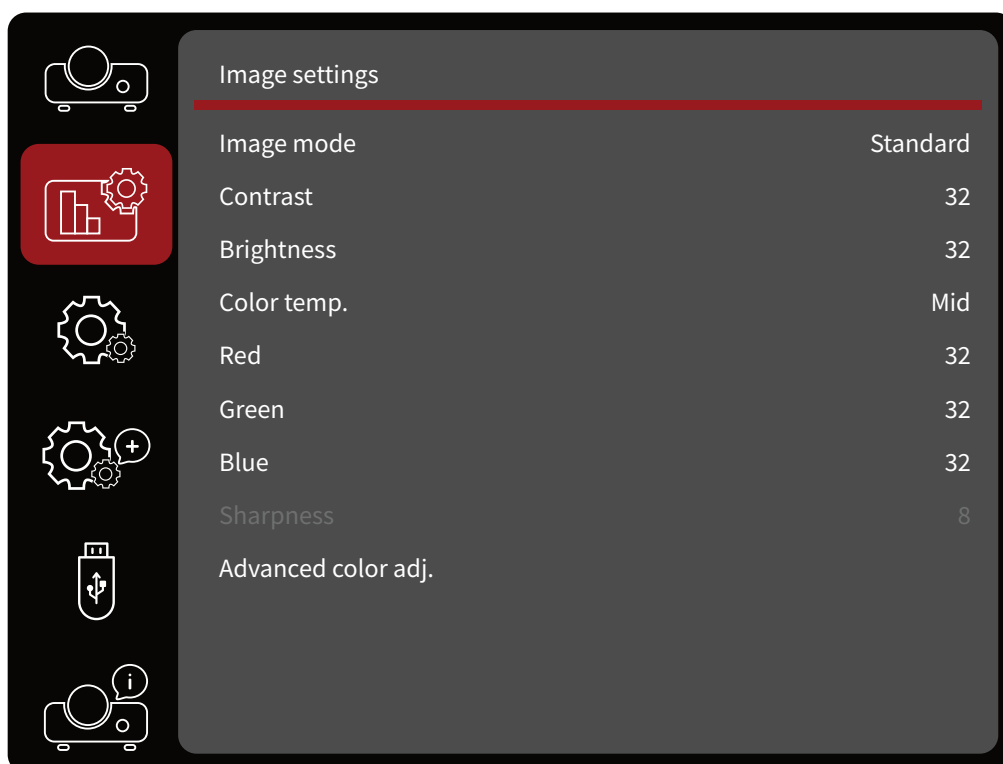 Image settings
Image mode Standard
Contrast 32
Brightness 32
Color temp. Mid
Red 32
Green 32
Blue 32
Sharpness 8
Advanced color adj.